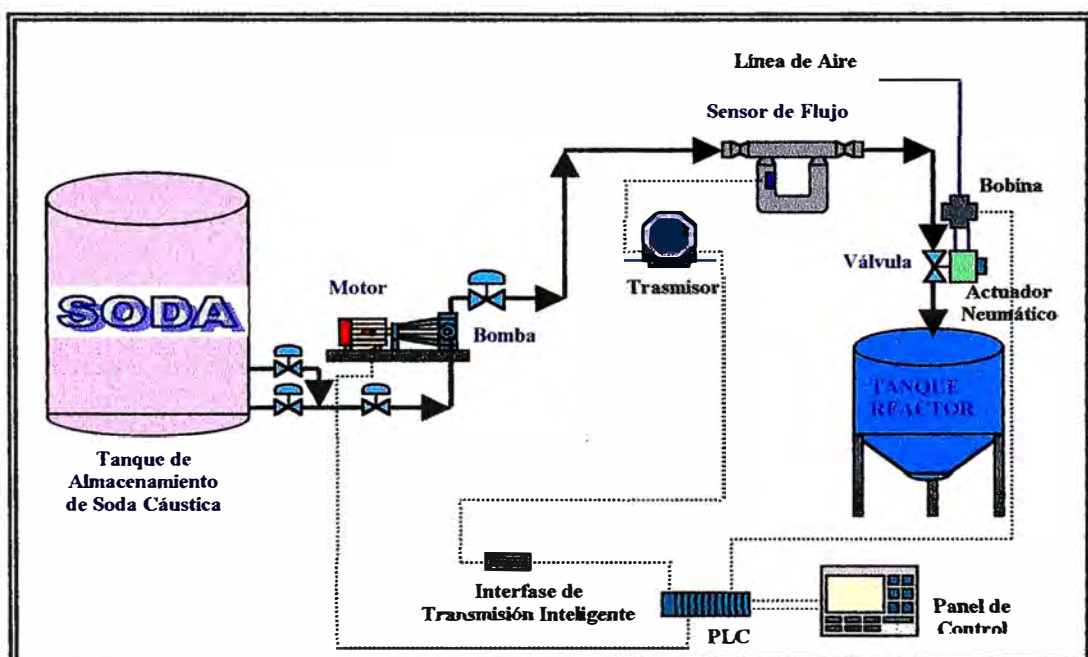 Línea de Aire
Sensor de Flujo
Bobina
Válvula
Actuador
Neumático
Trasmisor
Motor
Bomba
SODA
TANQUE
REACTOR
Tanque de
Almacenamiento
de Soda Cáustica
Interfase de
Transmisión Inteligente
PLC
Panel de
Control